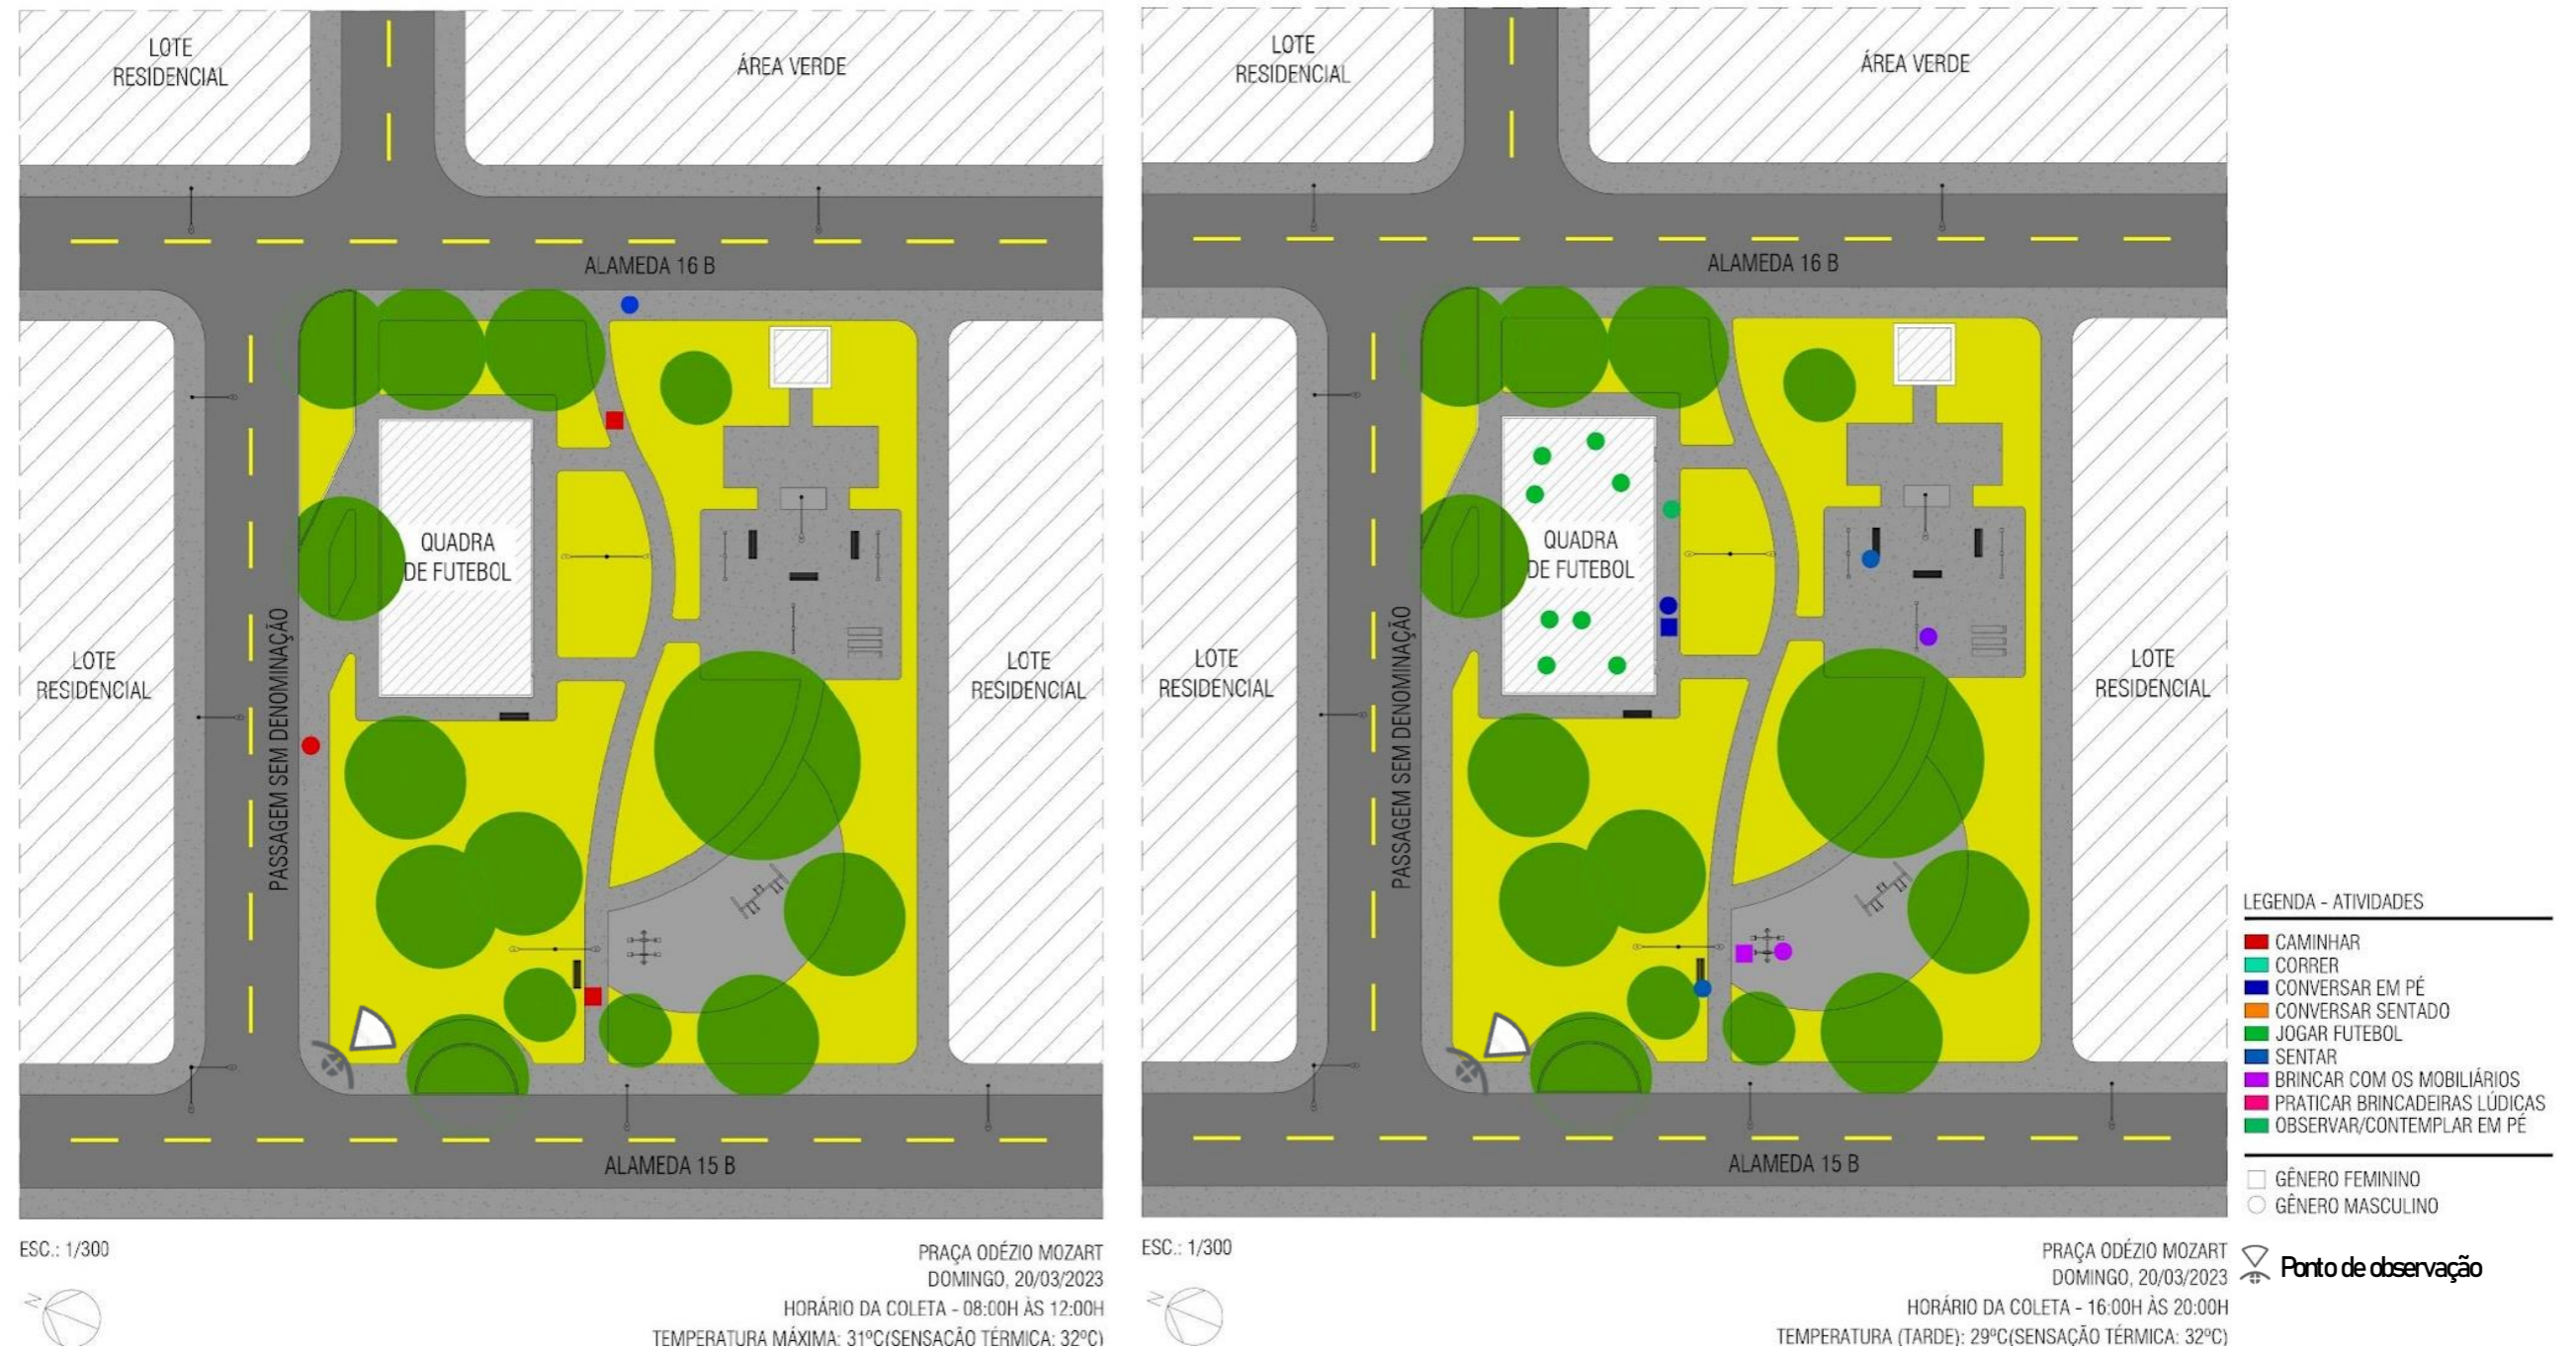 LOTE
RESIDENCIAL
ÁREA VERDE
ALAMEDA 16 B
QUADRA
DE FUTEBOL
LOTE
RESIDENCIAL
PASSAGEM SEM DENOMINAÇÃO
LOTE
RESIDENCIAL
ALAMEDA 15 B
ESC.: 1/300
N
PRAÇA ODÉZIO MOZART
DOMINGO, 20/03/2023
HORÁRIO DA COLETA - 08:00H ÀS 12:00H
TEMPERATURA MÁXIMA: 31ºC(SENSAÇÃO TÉRMICA: 32ºC)
LOTE
RESIDENCIAL
ÁREA VERDE
ALAMEDA 16 B
QUADRA
DE FUTEBOL
LOTE
RESIDENCIAL
PASSAGEM SEM DENOMINAÇÃO
LOTE
RESIDENCIAL
ALAMEDA 15 B
ESC.: 1/300
N
PRAÇA ODÉZIO MOZART
DOMINGO, 20/03/2023
HORÁRIO DA COLETA - 16:00H ÀS 20:00H
TEMPERATURA (TARDE): 29ºC(SENSAÇÃO TÉRMICA: 32ºC)
LEGENDA - ATIVIDADES
CAMINHAR
CORRER
CONVERSAR EM PÉ
CONVERSAR SENTADO
JOGAR FUTEBOL
SENTAR
BRINCAR COM OS MOBILIÁRIOS
PRATICAR BRINCADEIRAS LÚDICAS
OBSERVAR/CONTEMPLAR EM PÉ
GÊNERO FEMININO
GÊNERO MASCULINO
Ponto de observação